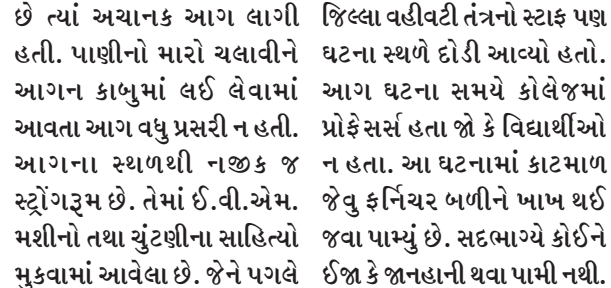 છે ત્યાં અચાનક આગ લાગી
હતી. પાણીનો મારો ચલાવીને
આગન કાબુમાં લઈ લેવામાં
આવતા આગ વધુ પ્રસરી ન હતી.
આગના સ્થળથી નજીક જ
સ્ટ્રોંગરૂમ છે. તેમાં ઈ.વી.એમ.
મશીનો તથા ચુંટણીના સાહિત્યો
મુકવામાં આવેલા છે. જેને પગલે
જિલ્લા વહીવટી તંત્રનો સ્ટાફ પણ
ઘટના સ્થળે દોડી આવ્યો હતો.
આગ ઘટના સમયે કોલેજમાં
પ્રોફેસર્સ હતા જો કે વિદ્યાર્થીઓ
ન હતા. આ ઘટનામાં કાટમાળ
જેવુ ફર્નિચર બળીને ખાખ થઈ
જવા પામ્યું છે. સદભાગ્યે કોઈને
ઈજા કે જાનહાની થવા પામી નથી.